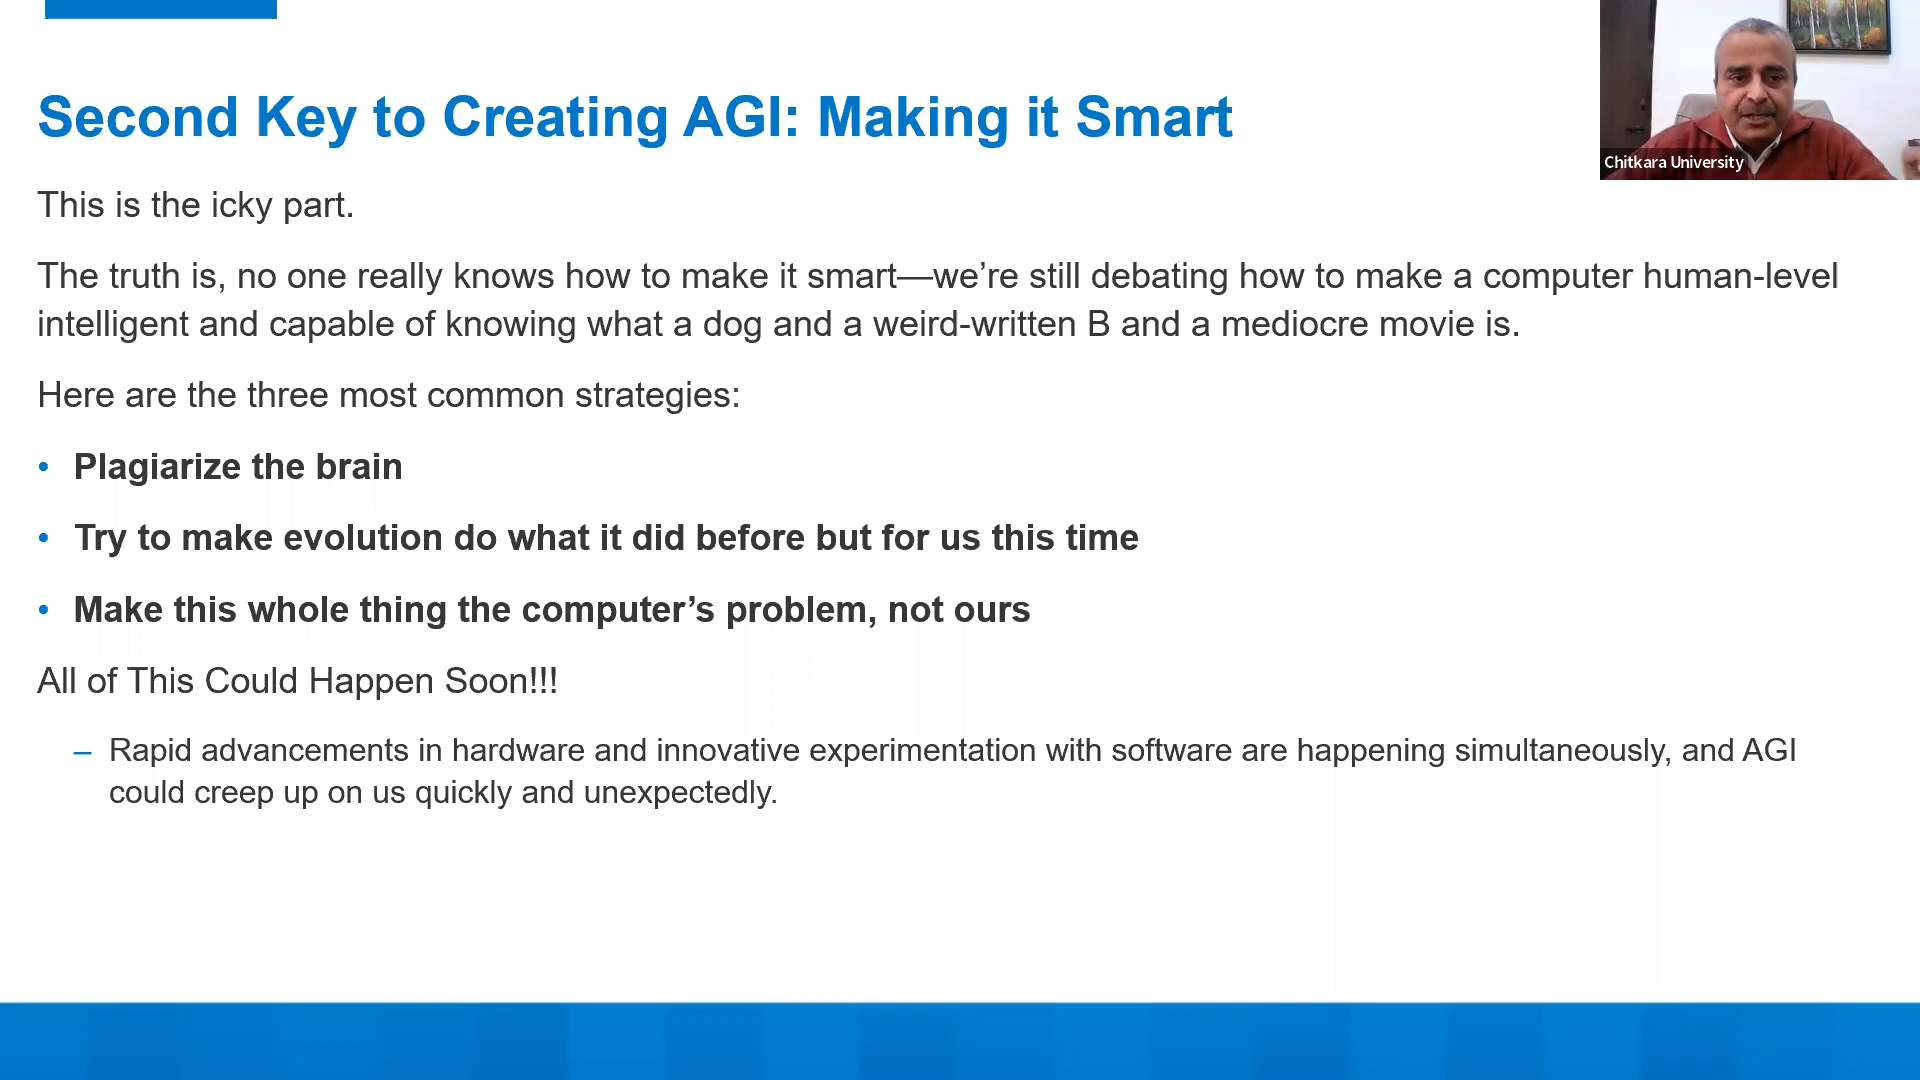 Second Key to Creating AGI: Making it Smart
Chitkara University
This is the icky part.
The truth is, no one really knows how to make it smart—we’re still debating how to make a computer human-level
intelligent and capable of knowing what a dog and a weird-written B and a mediocre movie is.
Here are the three most common strategies:
• Plagiarize the brain
• Try to make evolution do what it did before but for us this time
• Make this whole thing the computer’s problem, not ours
All of This Could Happen Soon!!!
– Rapid advancements in hardware and innovative experimentation with software are happening simultaneously, and AGI
could creep up on us quickly and unexpectedly.